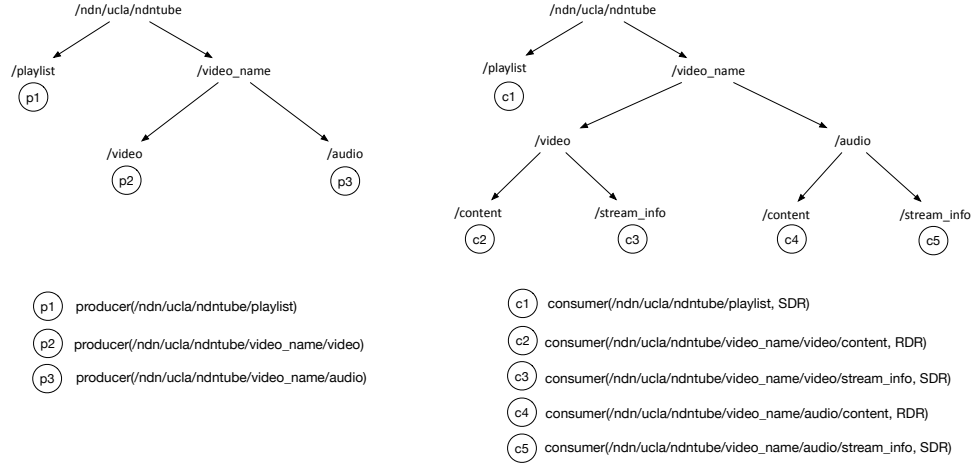 /ndn/ucla/ndntube
/playlist
/video_name
p1
/video
/audio
p2
p3
p1 producer(/ndn/ucla/ndntube/playlist)
p2 producer(/ndn/ucla/ndntube/video_name/video)
p3 producer(/ndn/ucla/ndntube/video_name/audio)
/ndn/ucla/ndntube
/playlist
/video_name
c1
/video
/audio
/content
/stream_info
/content
/stream_info
c2
c3
c4
c5
c1 consumer(/ndn/ucla/ndntube/playlist, SDR)
c2 consumer(/ndn/ucla/ndntube/video_name/video/content, RDR)
c3 consumer(/ndn/ucla/ndntube/video_name/video/stream_info, SDR)
c4 consumer(/ndn/ucla/ndntube/video_name/audio/content, RDR)
c5 consumer(/ndn/ucla/ndntube/video_name/audio/stream_info, SDR)